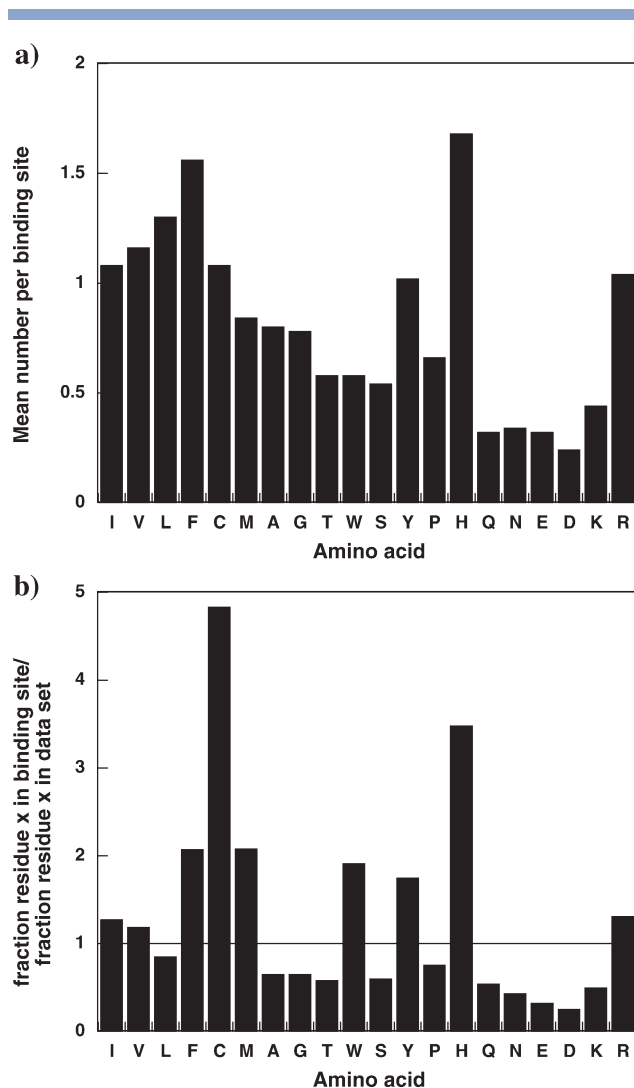 a)
2
1.5
1
0.5
0
Mean number per binding site
I V L F C M A G T W S Y P H Q N E D K R
Amino acid
b)
5
4
3
2
1
0
fraction residue x in binding site/
fraction residue x in data set
I V L F C M A G T W S Y P H Q N E D K R
Amino acid